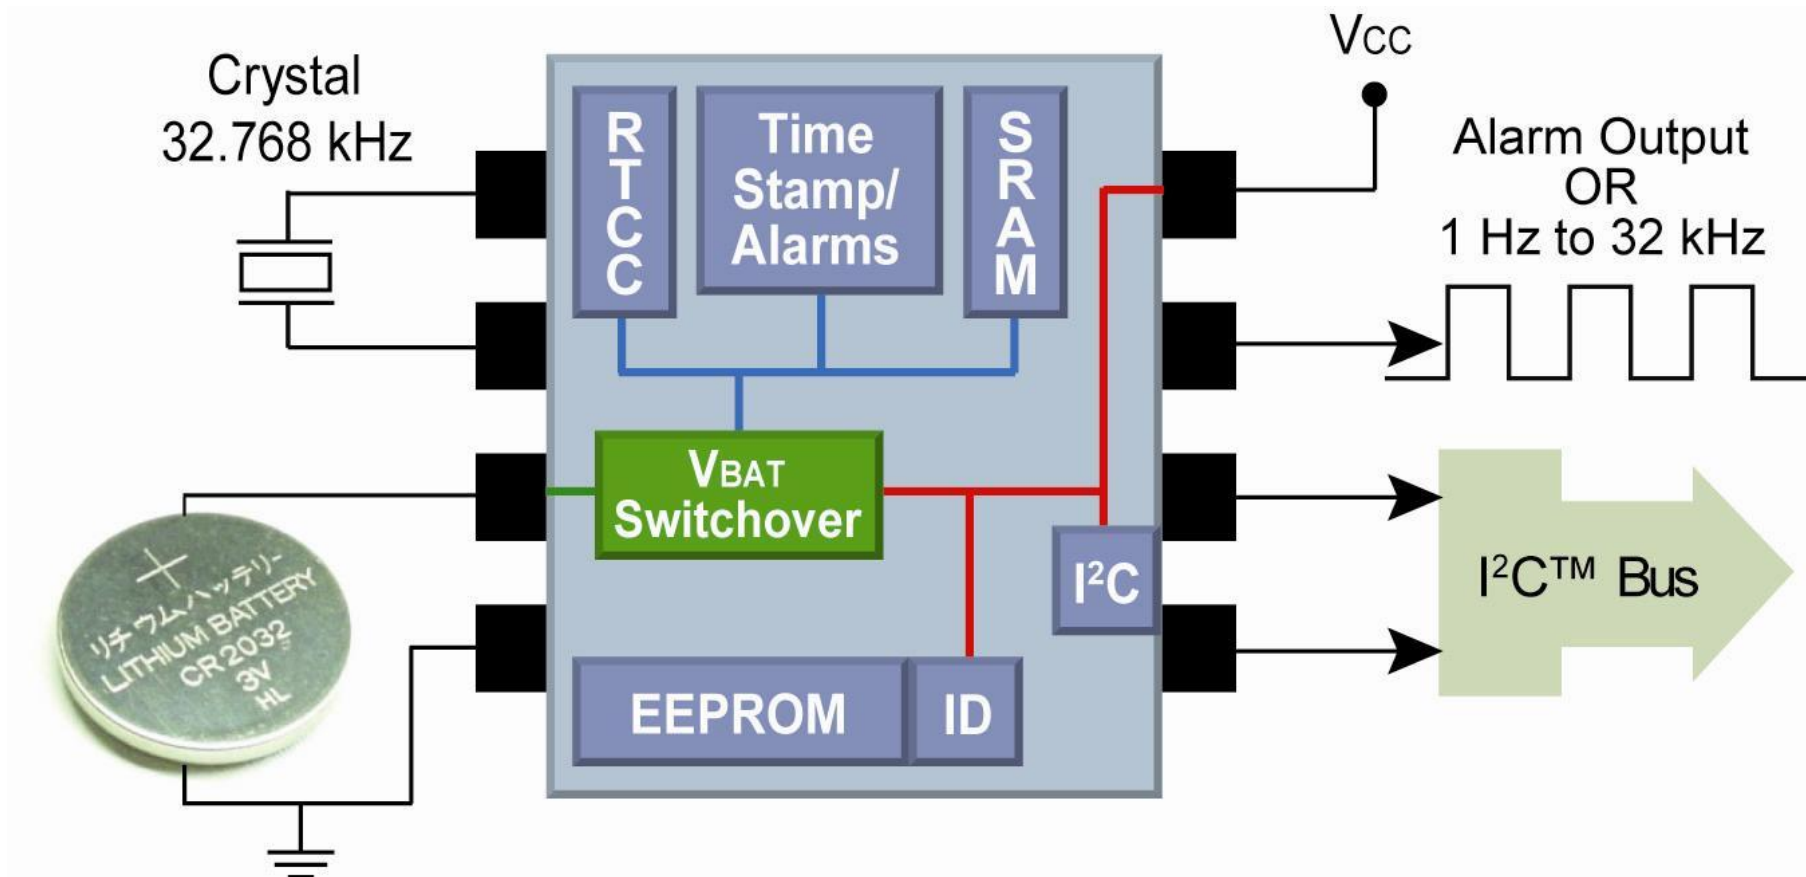 Crystal
32.768 kHz
RTCC
Time
Stamp/
Alarms
SRAM
VCC
Alarm Output
OR
1 Hz to 32 kHz
VBAT
Switchover
I²C
I²C™ Bus
EEPROM
ID
リチウムバッテリー
LITHIUM BATTERY
CR2032
3V
HL